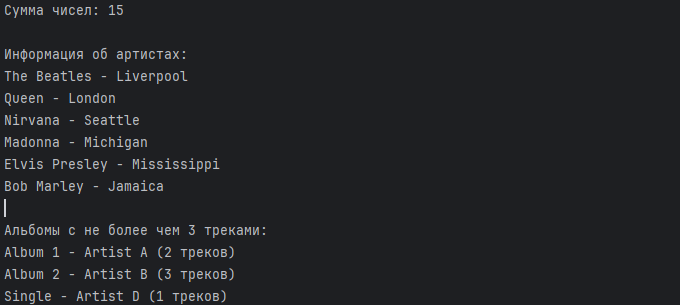 Сумма чисел: 15
Информация об артистах:
The Beatles - Liverpool
Queen - London
Nirvana - Seattle
Madonna - Michigan
Elvis Presley - Mississippi
Bob Marley - Jamaica
Альбомы с не более чем 3 треками:
Album 1 - Artist A (2 треков)
Album 2 - Artist B (3 треков)
Single - Artist D (1 треков)